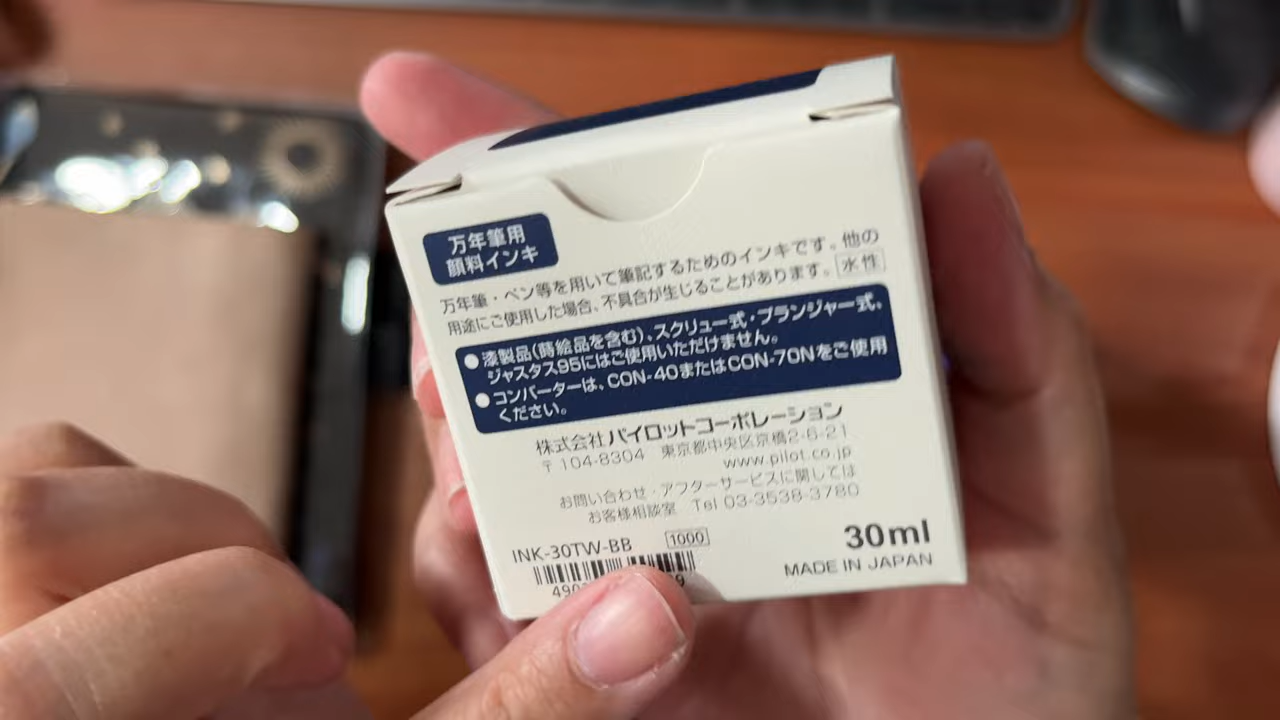 万年筆用
顔料インキ
万年筆・ペン等を用いて筆記するためのインキです。他の
用途にご使用した場合、不具合が生じることがあります。 水性
●漆製品(蒔絵品を含む)、スクリュー式・プランジャー式、
ジャスタス95にはご使用いただけません。
●コンバーターは、CON-40またはCON-70Nをご使用
ください。
株式会社パイロットコーポレーション
〒104-8304 東京都中央区京橋2-6-21
www.pilot.co.jp
お問い合わせ・アフターサービスに関しては
お客様相談室 Tel 03-3538-3780
INK-30TW-BB 1000
30ml
MADE IN JAPAN